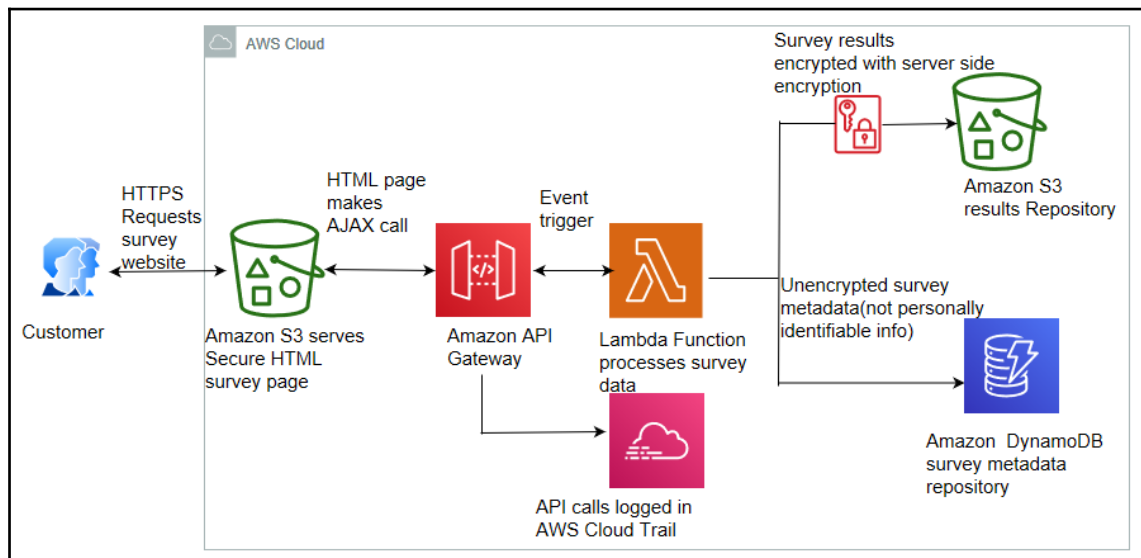 AWS Cloud
Survey results
encrypted with server side
encryption
Amazon S3
results Repository
HTTPS
Requests
survey
website
HTML page
makes
AJAX call
Event
trigger
Customer
Amazon S3 serves
Secure HTML
survey page
Amazon API
Gateway
Lambda Function
processes survey
data
Unencrypted survey
metadata(not personally
identifiable info)
Amazon DynamoDB
survey metadata
repository
API calls logged in
AWS Cloud Trail